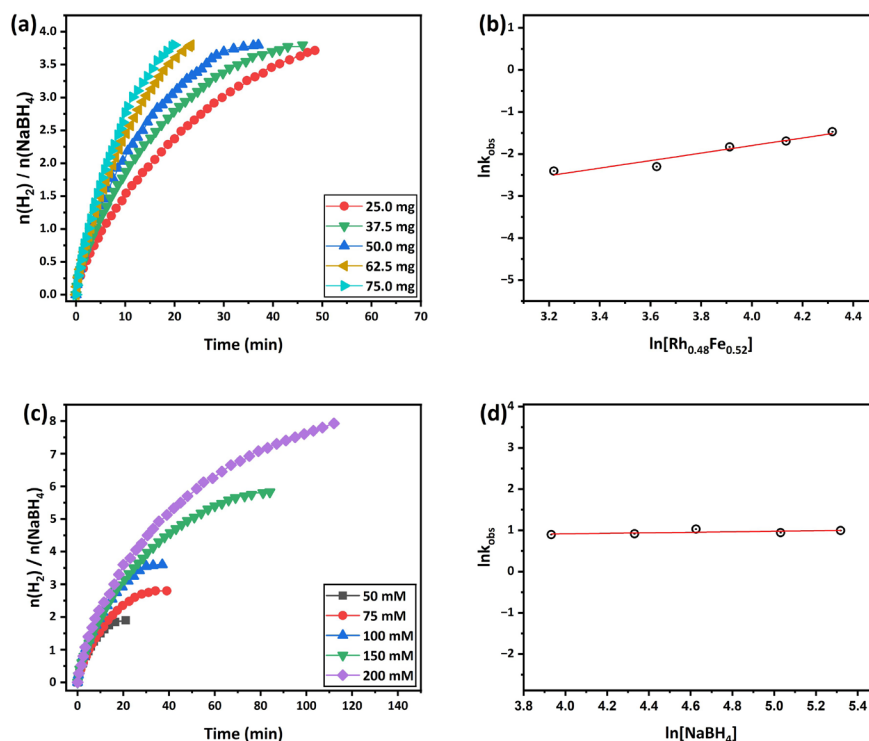 (a)
n(H₂) / n(NaBH₄)
4.0
3.5
3.0
2.5
2.0
1.5
1.0
0.5
0.0
25.0 mg
37.5 mg
50.0 mg
62.5 mg
75.0 mg
0 10 20 30 40 50 60 70
Time (min)
(b)
lnk_obs
1
0
−1
−2
−3
−4
−5
3.2 3.4 3.6 3.8 4.0 4.2 4.4
ln[Rh₀.₄₈Fe₀.₅₂]
(c)
n(H₂) / n(NaBH₄)
8
7
6
5
4
3
2
1
0
50 mM
75 mM
100 mM
150 mM
200 mM
0 20 40 60 80 100 120 140
Time (min)
(d)
lnk_obs
4
3
2
1
0
−1
−2
3.8 4.0 4.2 4.4 4.6 4.8 5.0 5.2 5.4
ln[NaBH₄]